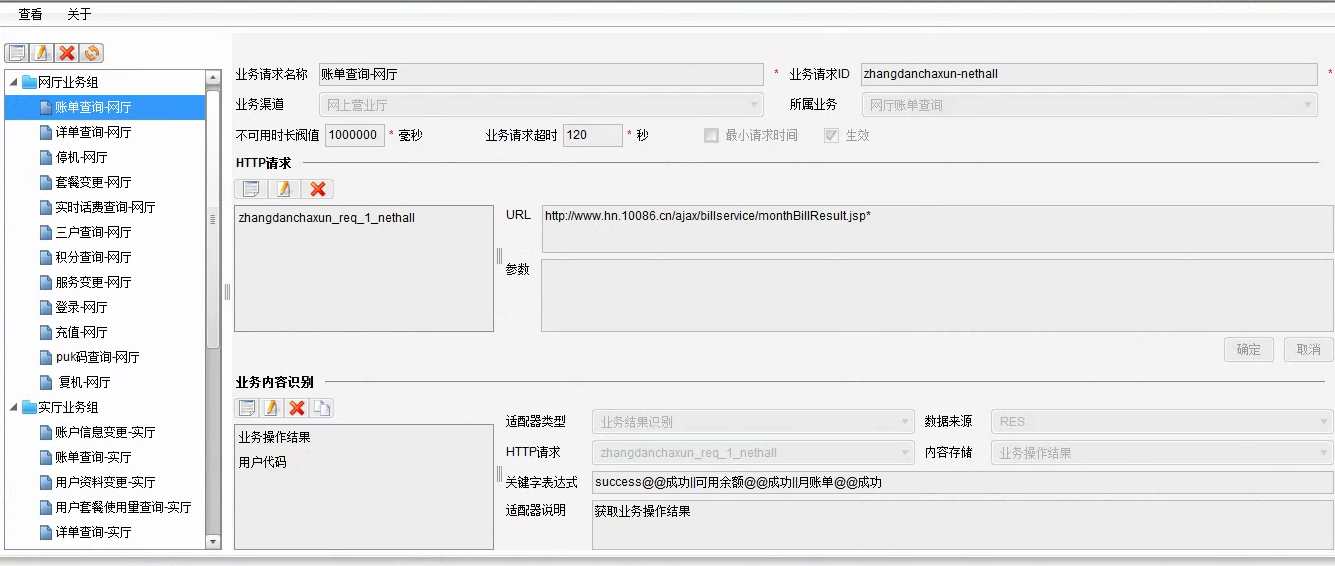 查看 关于
网厅业务组
账单查询-网厅
详单查询-网厅
停机-网厅
套餐变更-网厅
实时话费查询-网厅
三户查询-网厅
积分查询-网厅
服务变更-网厅
登录-网厅
充值-网厅
puk码查询-网厅
复机-网厅
实厅业务组
账户信息变更-实厅
账单查询-实厅
用户资料变更-实厅
用户套餐使用量查询-实厅
详单查询-实厅
业务请求名称 账单查询-网厅 * 业务请求ID zhangdanchaxun-nethall *
业务渠道 网上营业厅 所属业务 网厅账单查询
不可用时长阀值 1000000 * 毫秒 业务请求超时 120 * 秒 最小请求时间 生效
HTTP请求
zhangdanchaxun_req_1_nethall
URL http://www.hn.10086.cn/ajax/billservice/monthBillResult.jsp*
参数
确定 取消
业务内容识别
业务操作结果
用户代码
适配器类型 业务结果识别 数据来源 RES
HTTP请求 zhangdanchaxun_req_1_nethall 内容存储 业务操作结果
关键字表达式 success@@成功||可用余额@@成功||月账单@@成功
适配器说明 获取业务操作结果